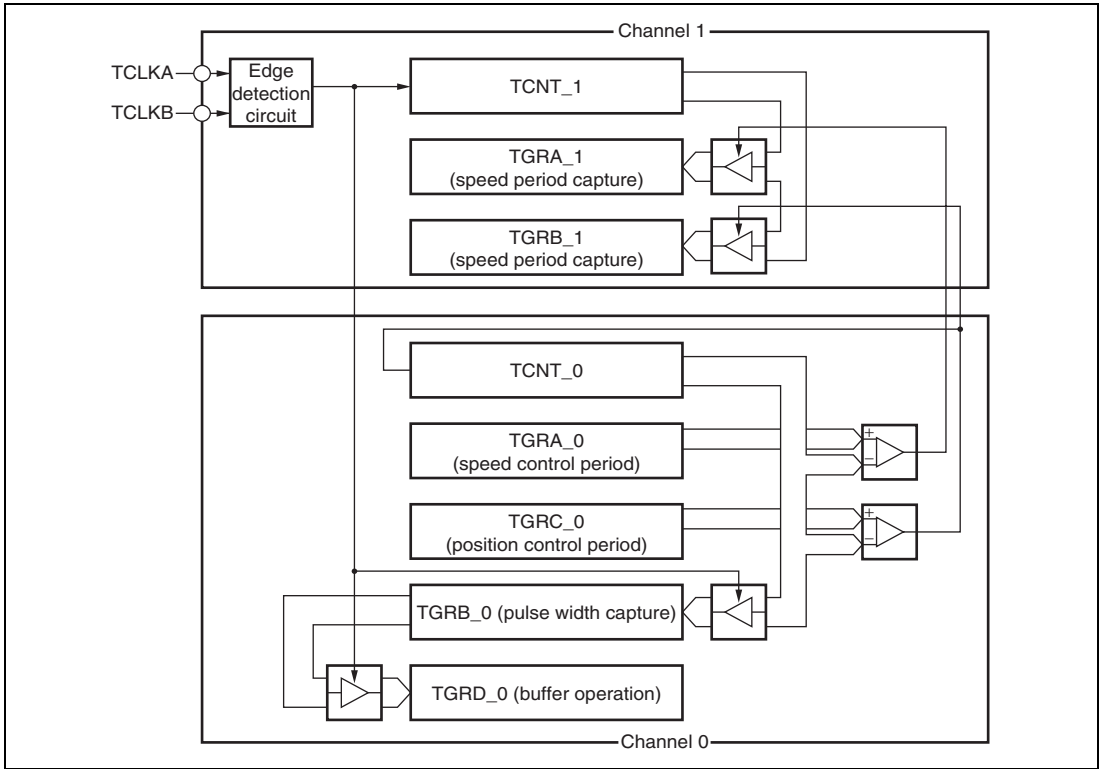 Channel 1
TCLKA
TCLKB
Edge
detection
circuit
TCNT_1
TGRA_1
(speed period capture)
TGRB_1
(speed period capture)
TCNT_0
TGRA_0
(speed control period)
+
−
TGRC_0
(position control period)
+
−
TGRB_0 (pulse width capture)
TGRD_0 (buffer operation)
Channel 0